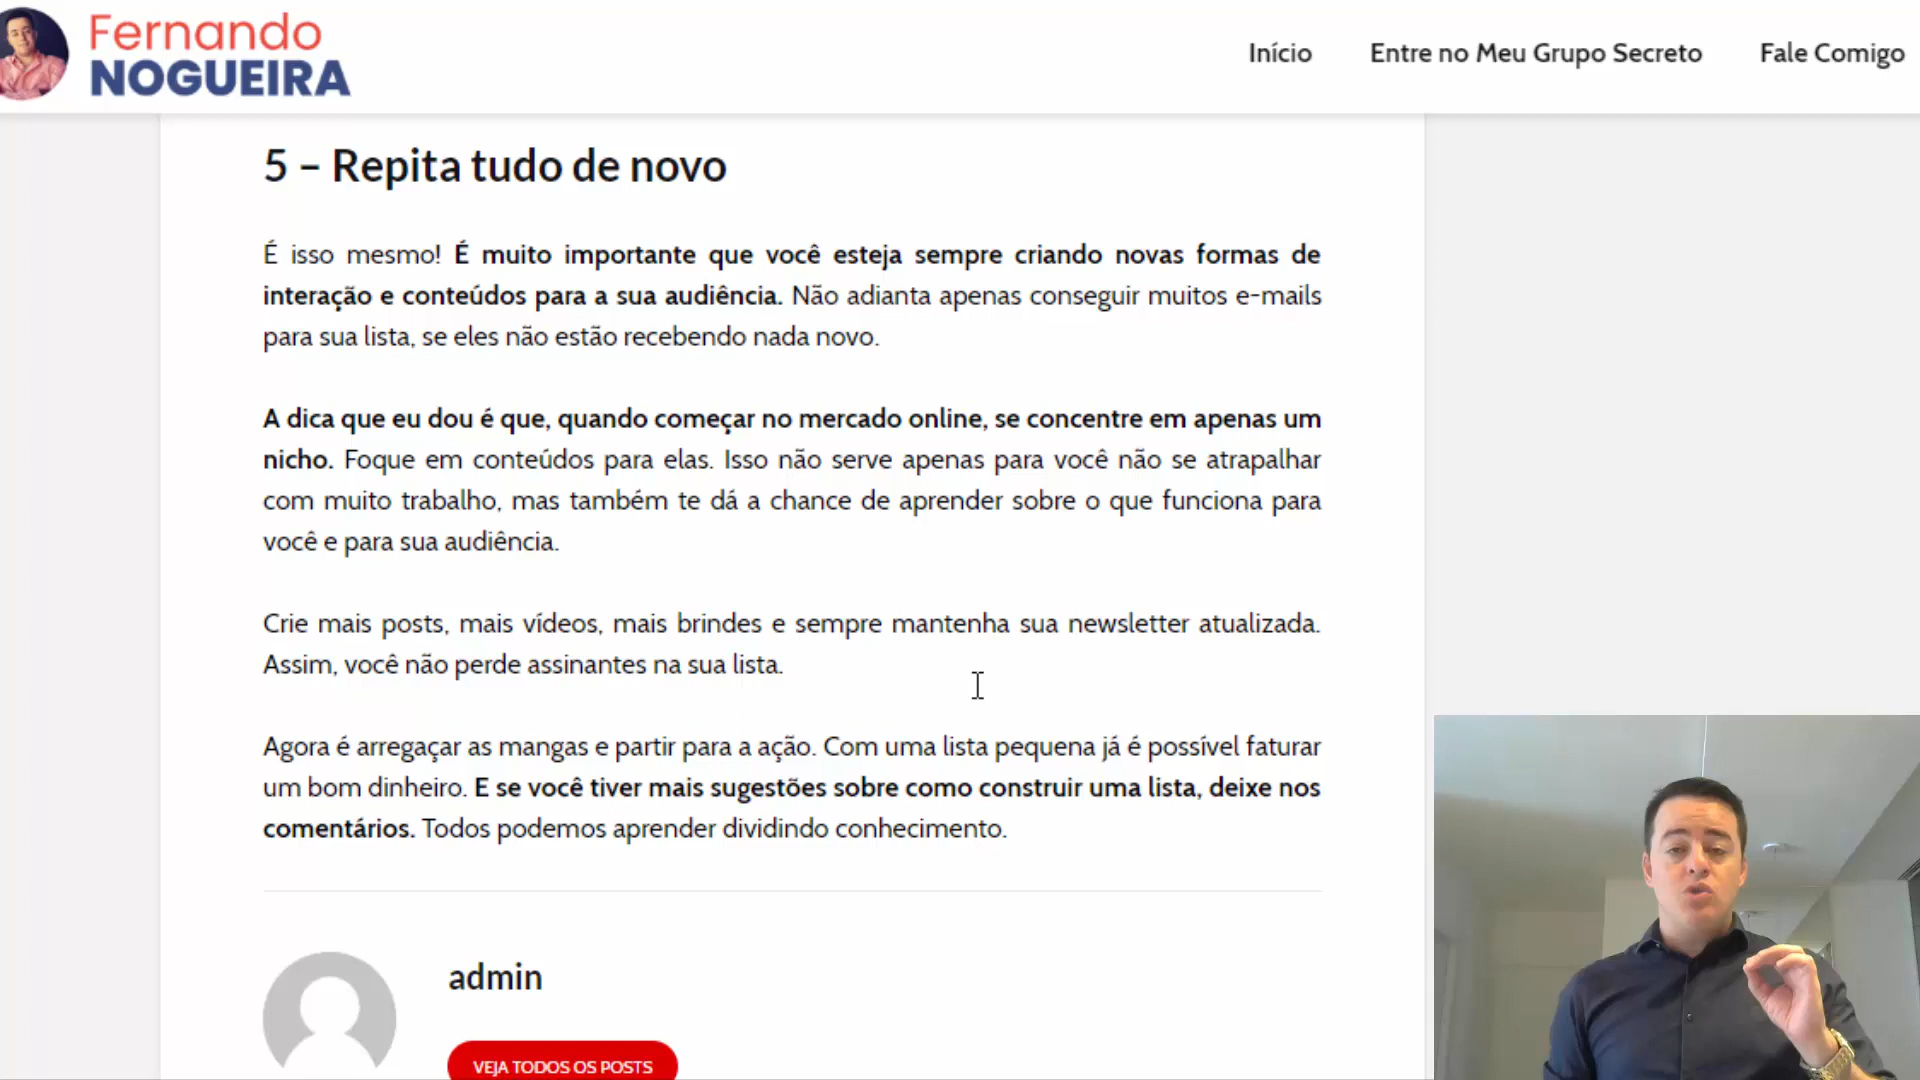 Fernando
NOGUEIRA
Início
Entre no Meu Grupo Secreto
Fale Comigo
5 – Repita tudo de novo
É isso mesmo! É muito importante que você esteja sempre criando novas formas de
interação e conteúdos para a sua audiência. Não adianta apenas conseguir muitos e-mails
para sua lista, se eles não estão recebendo nada novo.
A dica que eu dou é que, quando começar no mercado online, se concentre em apenas um
nicho. Foque em conteúdos para elas. Isso não serve apenas para você não se atrapalhar
com muito trabalho, mas também te dá a chance de aprender sobre o que funciona para
você e para sua audiência.
Crie mais posts, mais vídeos, mais brindes e sempre mantenha sua newsletter atualizada.
Assim, você não perde assinantes na sua lista.
Agora é arregaçar as mangas e partir para a ação. Com uma lista pequena já é possível faturar
um bom dinheiro. E se você tiver mais sugestões sobre como construir uma lista, deixe nos
comentários. Todos podemos aprender dividindo conhecimento.
admin
VEJA TODOS OS POSTS